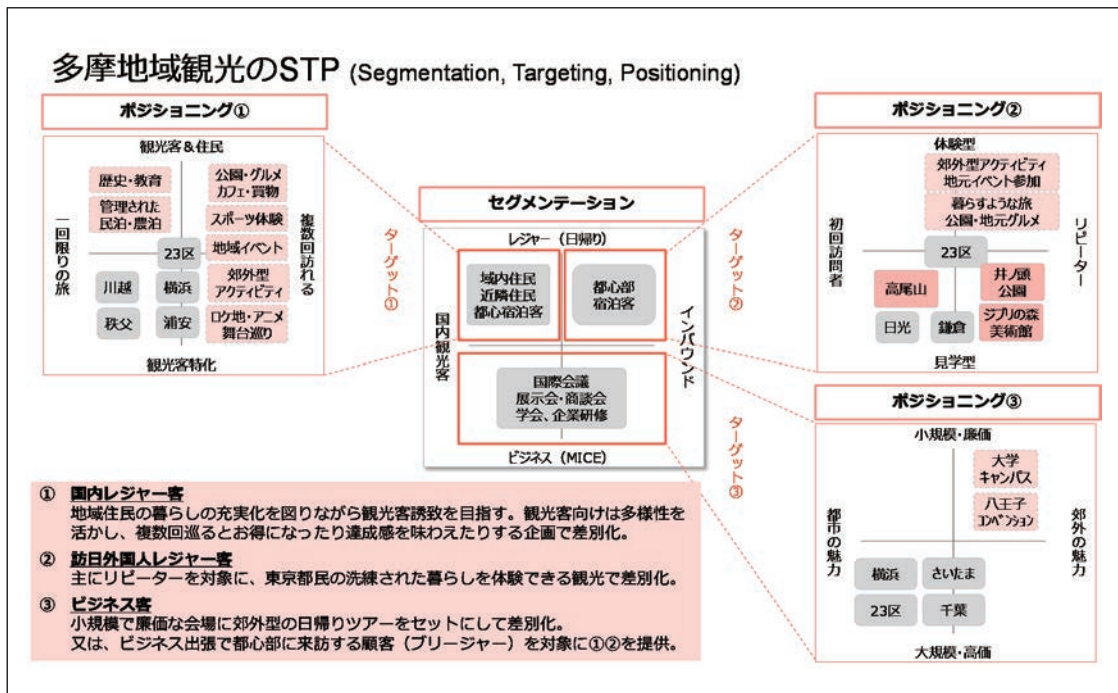 多摩地域観光のSTP (Segmentation, Targeting, Positioning)
ポジショニング①
観光客&住民
歴史・教育
公園・グルメ
カフェ・買物
管理された
民泊・農泊
スポーツ体験
一回限りの旅
複数回訪れる
23区
地域イベント
川越
横浜
郊外型
アクティビティ
秩父
浦安
ロケ地・アニメ
舞台巡り
観光客特化
ターゲット①
セグメンテーション
レジャー(日帰り)
域内住民
近隣住民
都心宿泊客
都心部
宿泊客
国内観光客
インバウンド
国際会議
展示会・商談会
学会、企業研修
ビジネス(MICE)
ターゲット②
ターゲット③
ポジショニング②
体験型
郊外型アクティビティ
地元イベント参加
暮らすような旅
公園・地元グルメ
初回訪問者
リピーター
23区
高尾山
井ノ頭
公園
日光
鎌倉
ジブリの森
美術館
見学型
ポジショニング③
小規模・廉価
大学
キャンパス
八王子
コンベンション
都市の魅力
郊外の魅力
横浜
さいたま
23区
千葉
大規模・高価
① 国内レジャー客
地域住民の暮らしの充実化を図りながら観光客誘致を目指す。観光客向けは多様性を
活かし、複数回巡るとお得になったり達成感を味わえたりする企画で差別化。
② 訪日外国人レジャー客
主にリピーターを対象に、東京都民の洗練された暮らしを体験できる観光で差別化。
③ ビジネス客
小規模で廉価な会場に郊外型の日帰りツアーをセットにして差別化。
又は、ビジネス出張で都心部に来訪する顧客(ブリージャー)を対象に①②を提供。